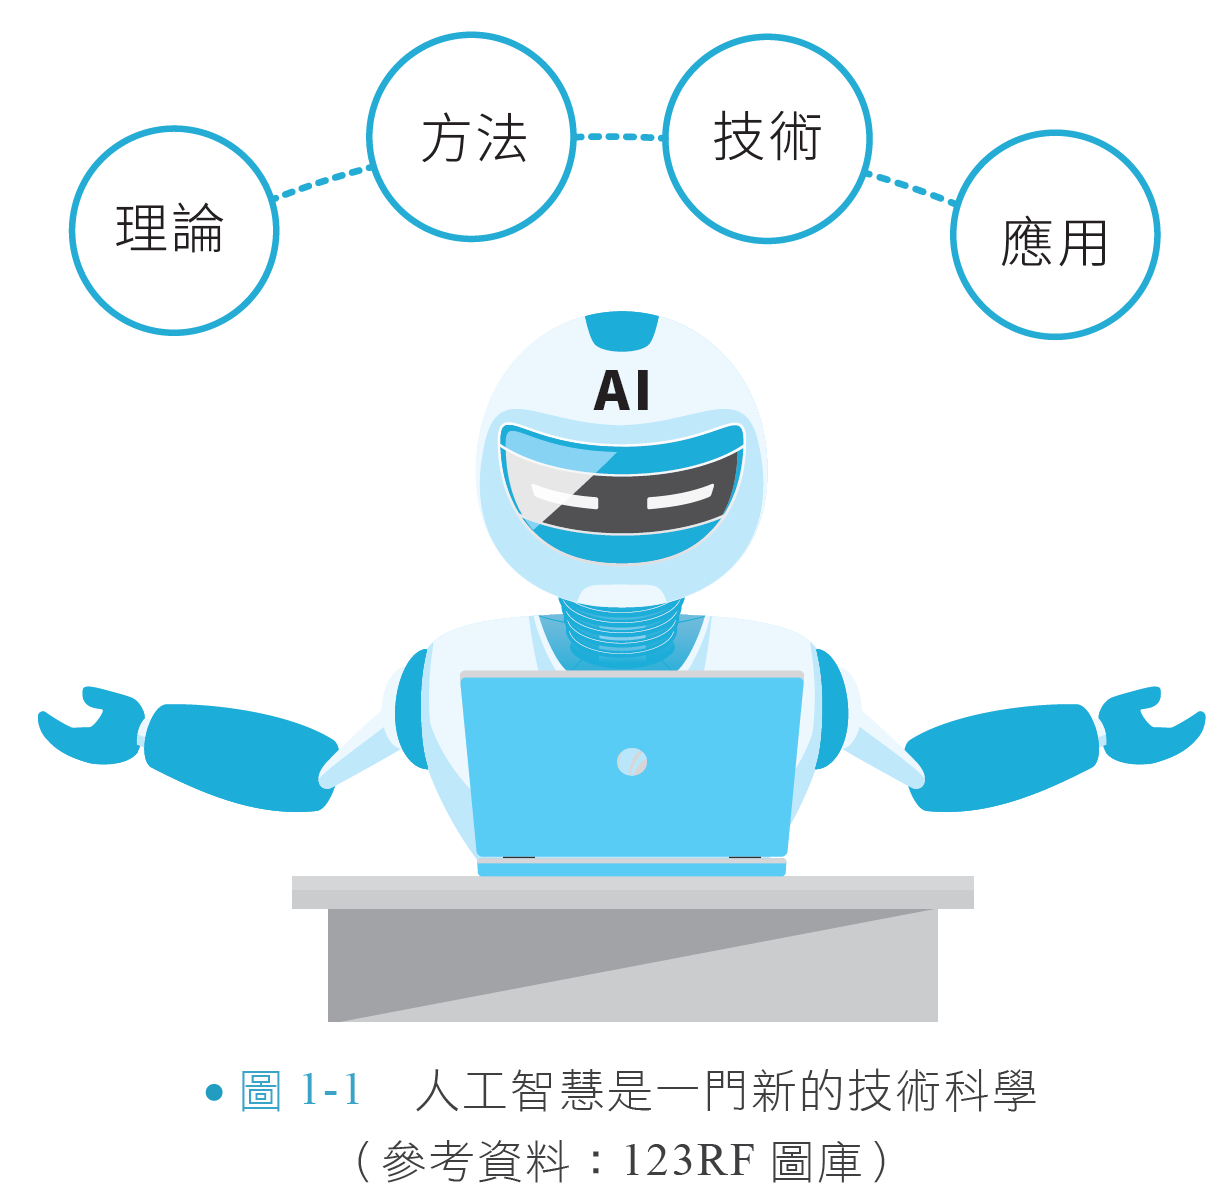 理論
方法
技術
應用
AI
•圖 1-1 人工智慧是一門新的技術科學
（參考資料：123RF 圖庫）